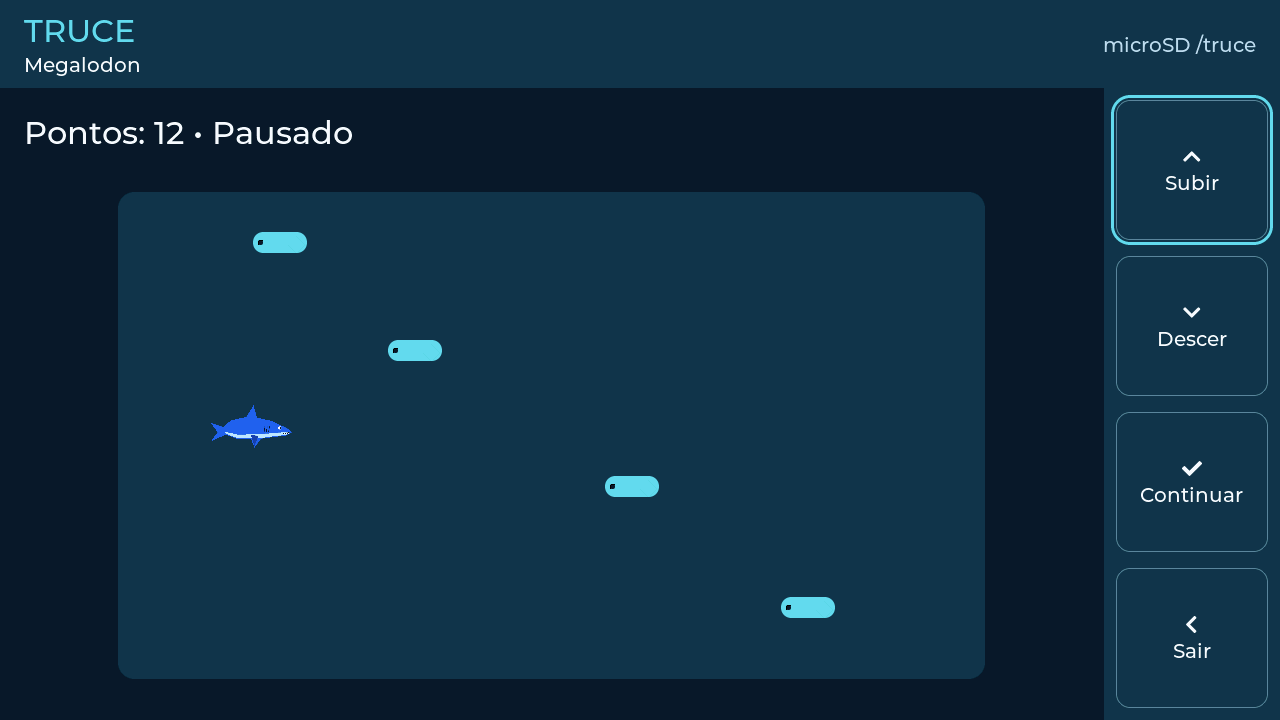 TRUCE
Megalodon
microSD /truce
Pontos: 12 • Pausado
Subir
Descer
Continuar
Sair